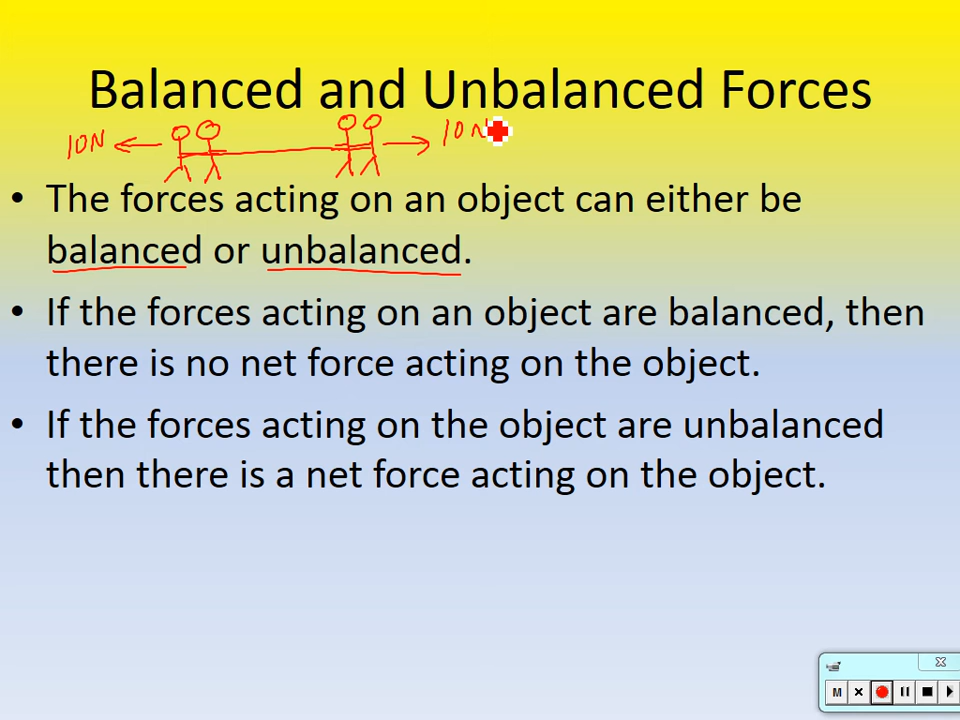 Balanced and Unbalanced Forces
10N 10N
• The forces acting on an object can either be
balanced or unbalanced.
• If the forces acting on an object are balanced, then
there is no net force acting on the object.
• If the forces acting on the object are unbalanced
then there is a net force acting on the object.
M